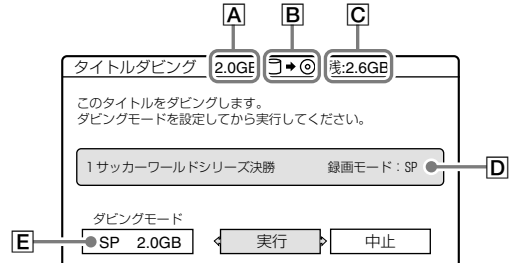 A B C
タイトルダビング 2.0GB 残:2.6GB
このタイトルをダビングします。
ダビングモードを設定してから実行してください。
1 サッカーワールドシリーズ決勝 録画モード：SP
D
ダビングモード
E
SP 2.0GB 実行 中止